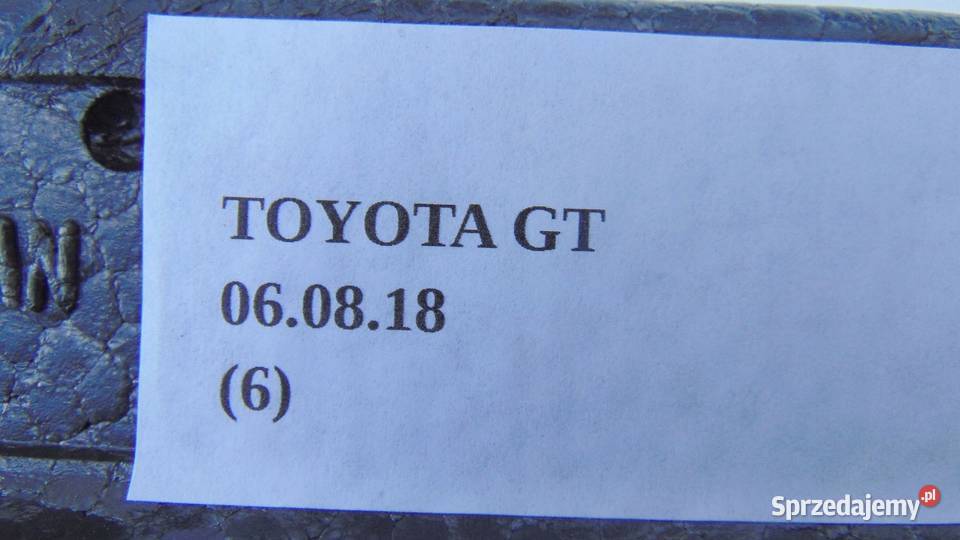 TOYOTA GT
06.08.18
(6)
Sprzedajemy.pl